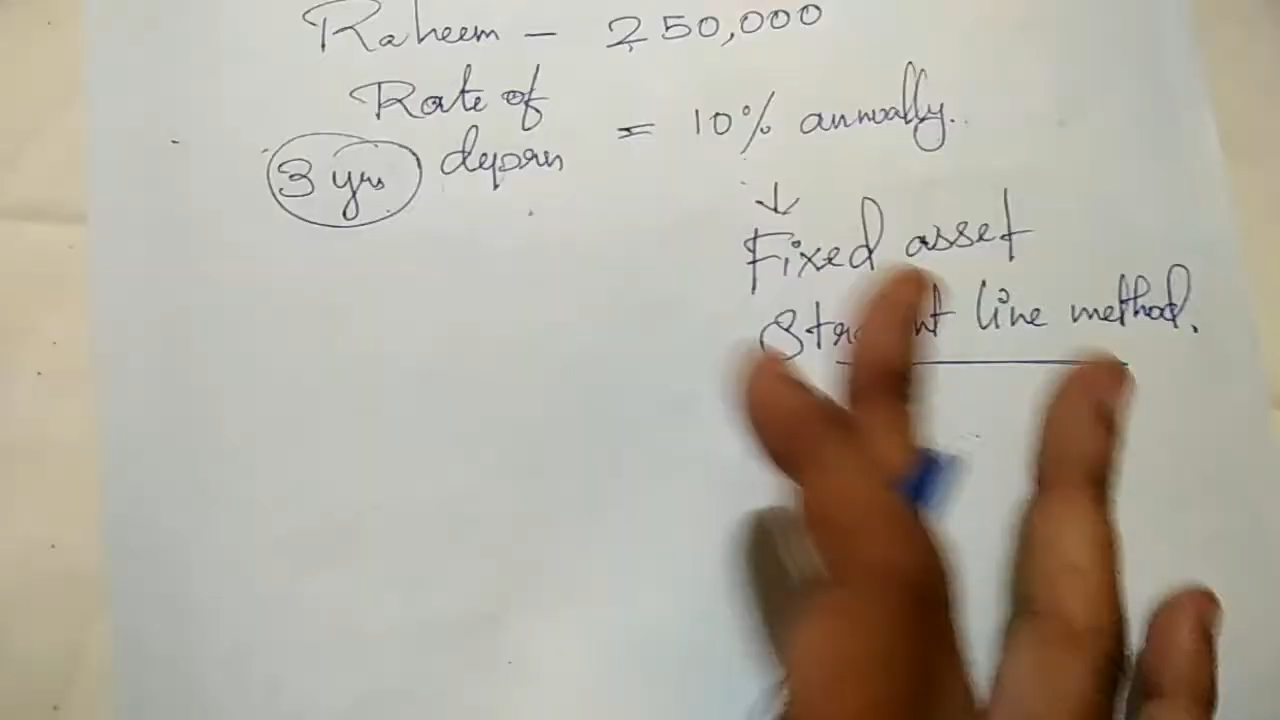 Raheem - 250,000
Rate of
deprn = 10% annually.
3 yrs
↓
Fixed asset
line method.